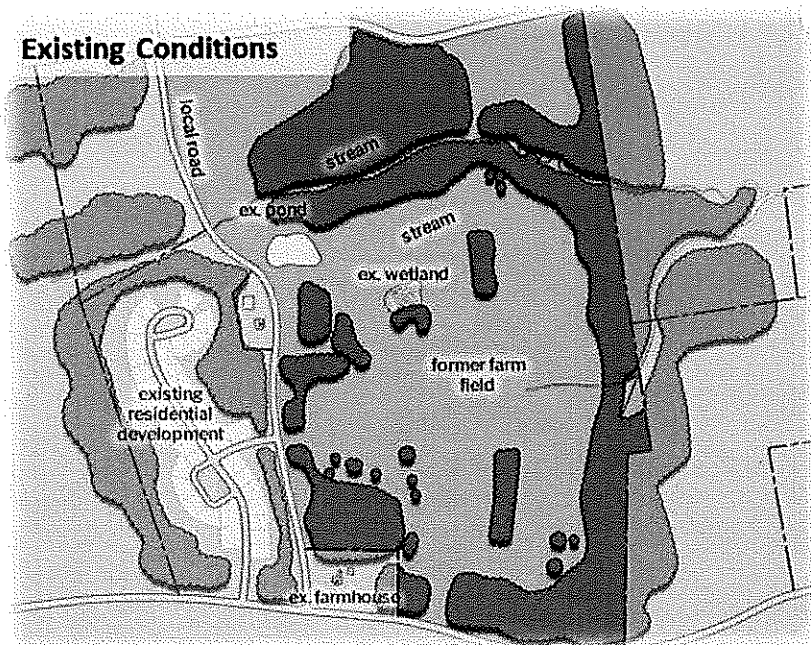 Existing Conditions
local road
stream
ex. pond
stream
ex. wetland
former farm
field
existing
residential
development
ex. farmhouse